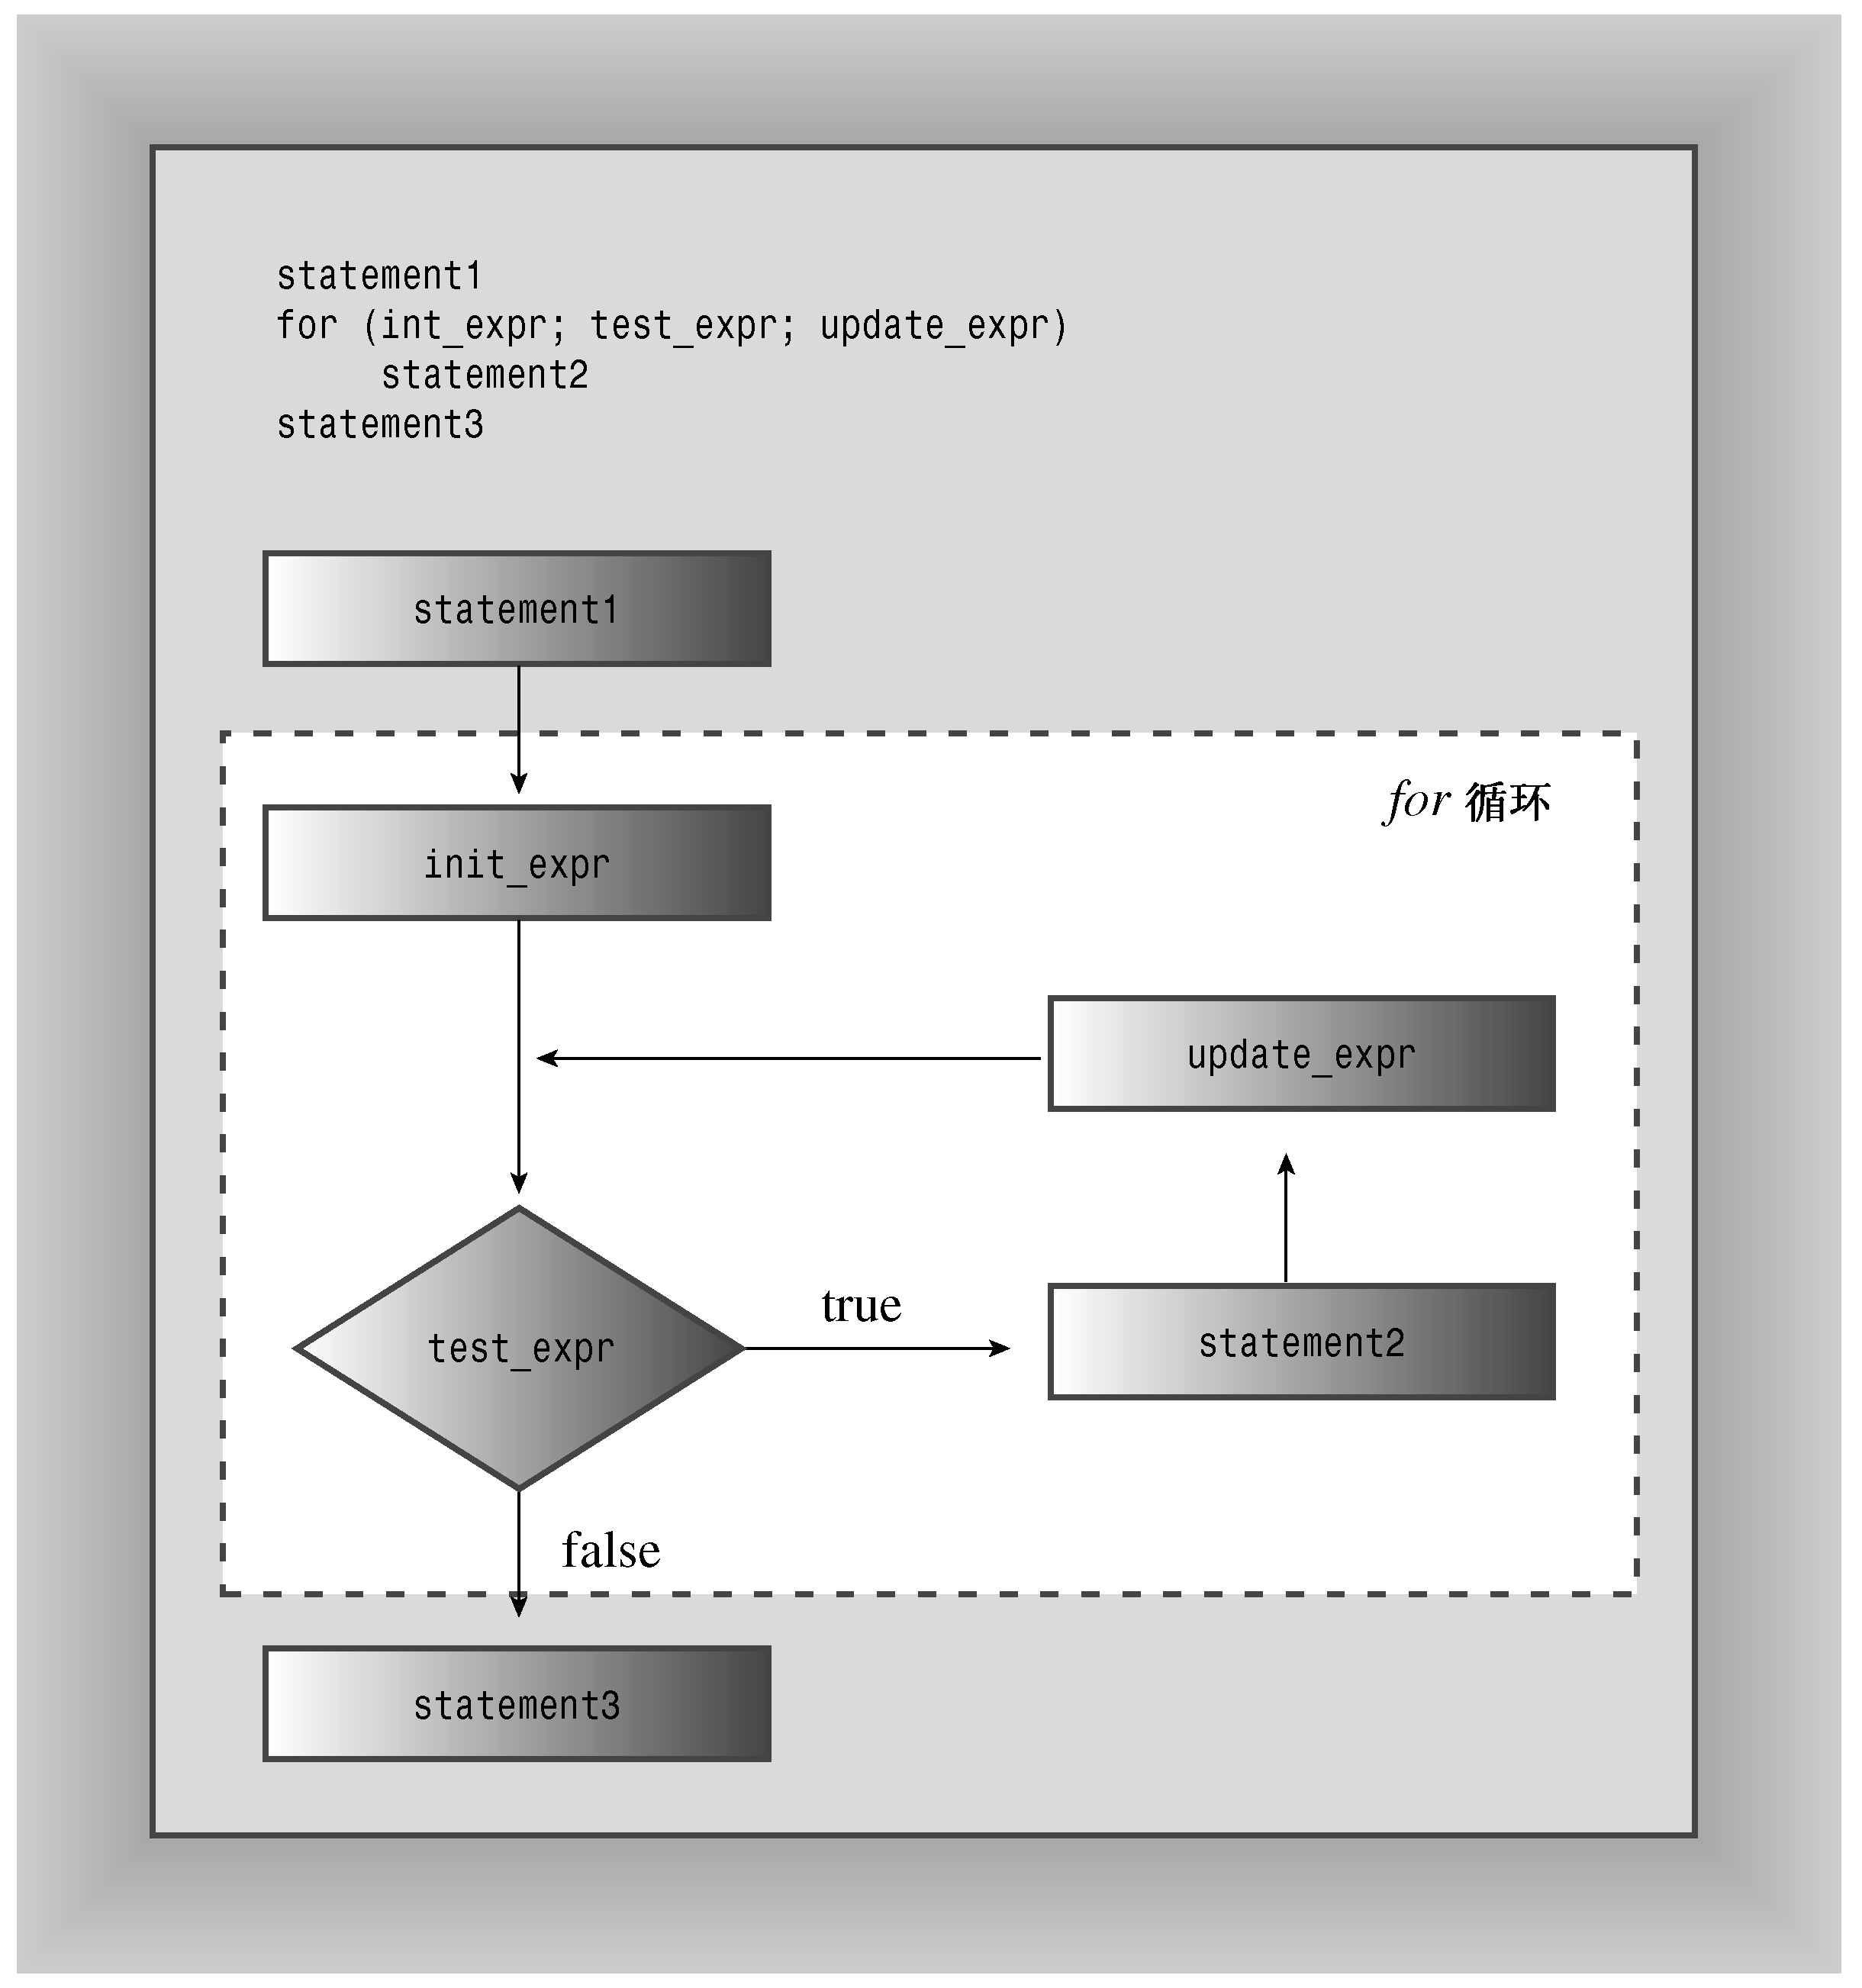 statement1
for (int_expr; test_expr; update_expr)
    statement2
statement3
statement1
for 循环
init_expr
update_expr
true
test_expr
statement2
false
statement3